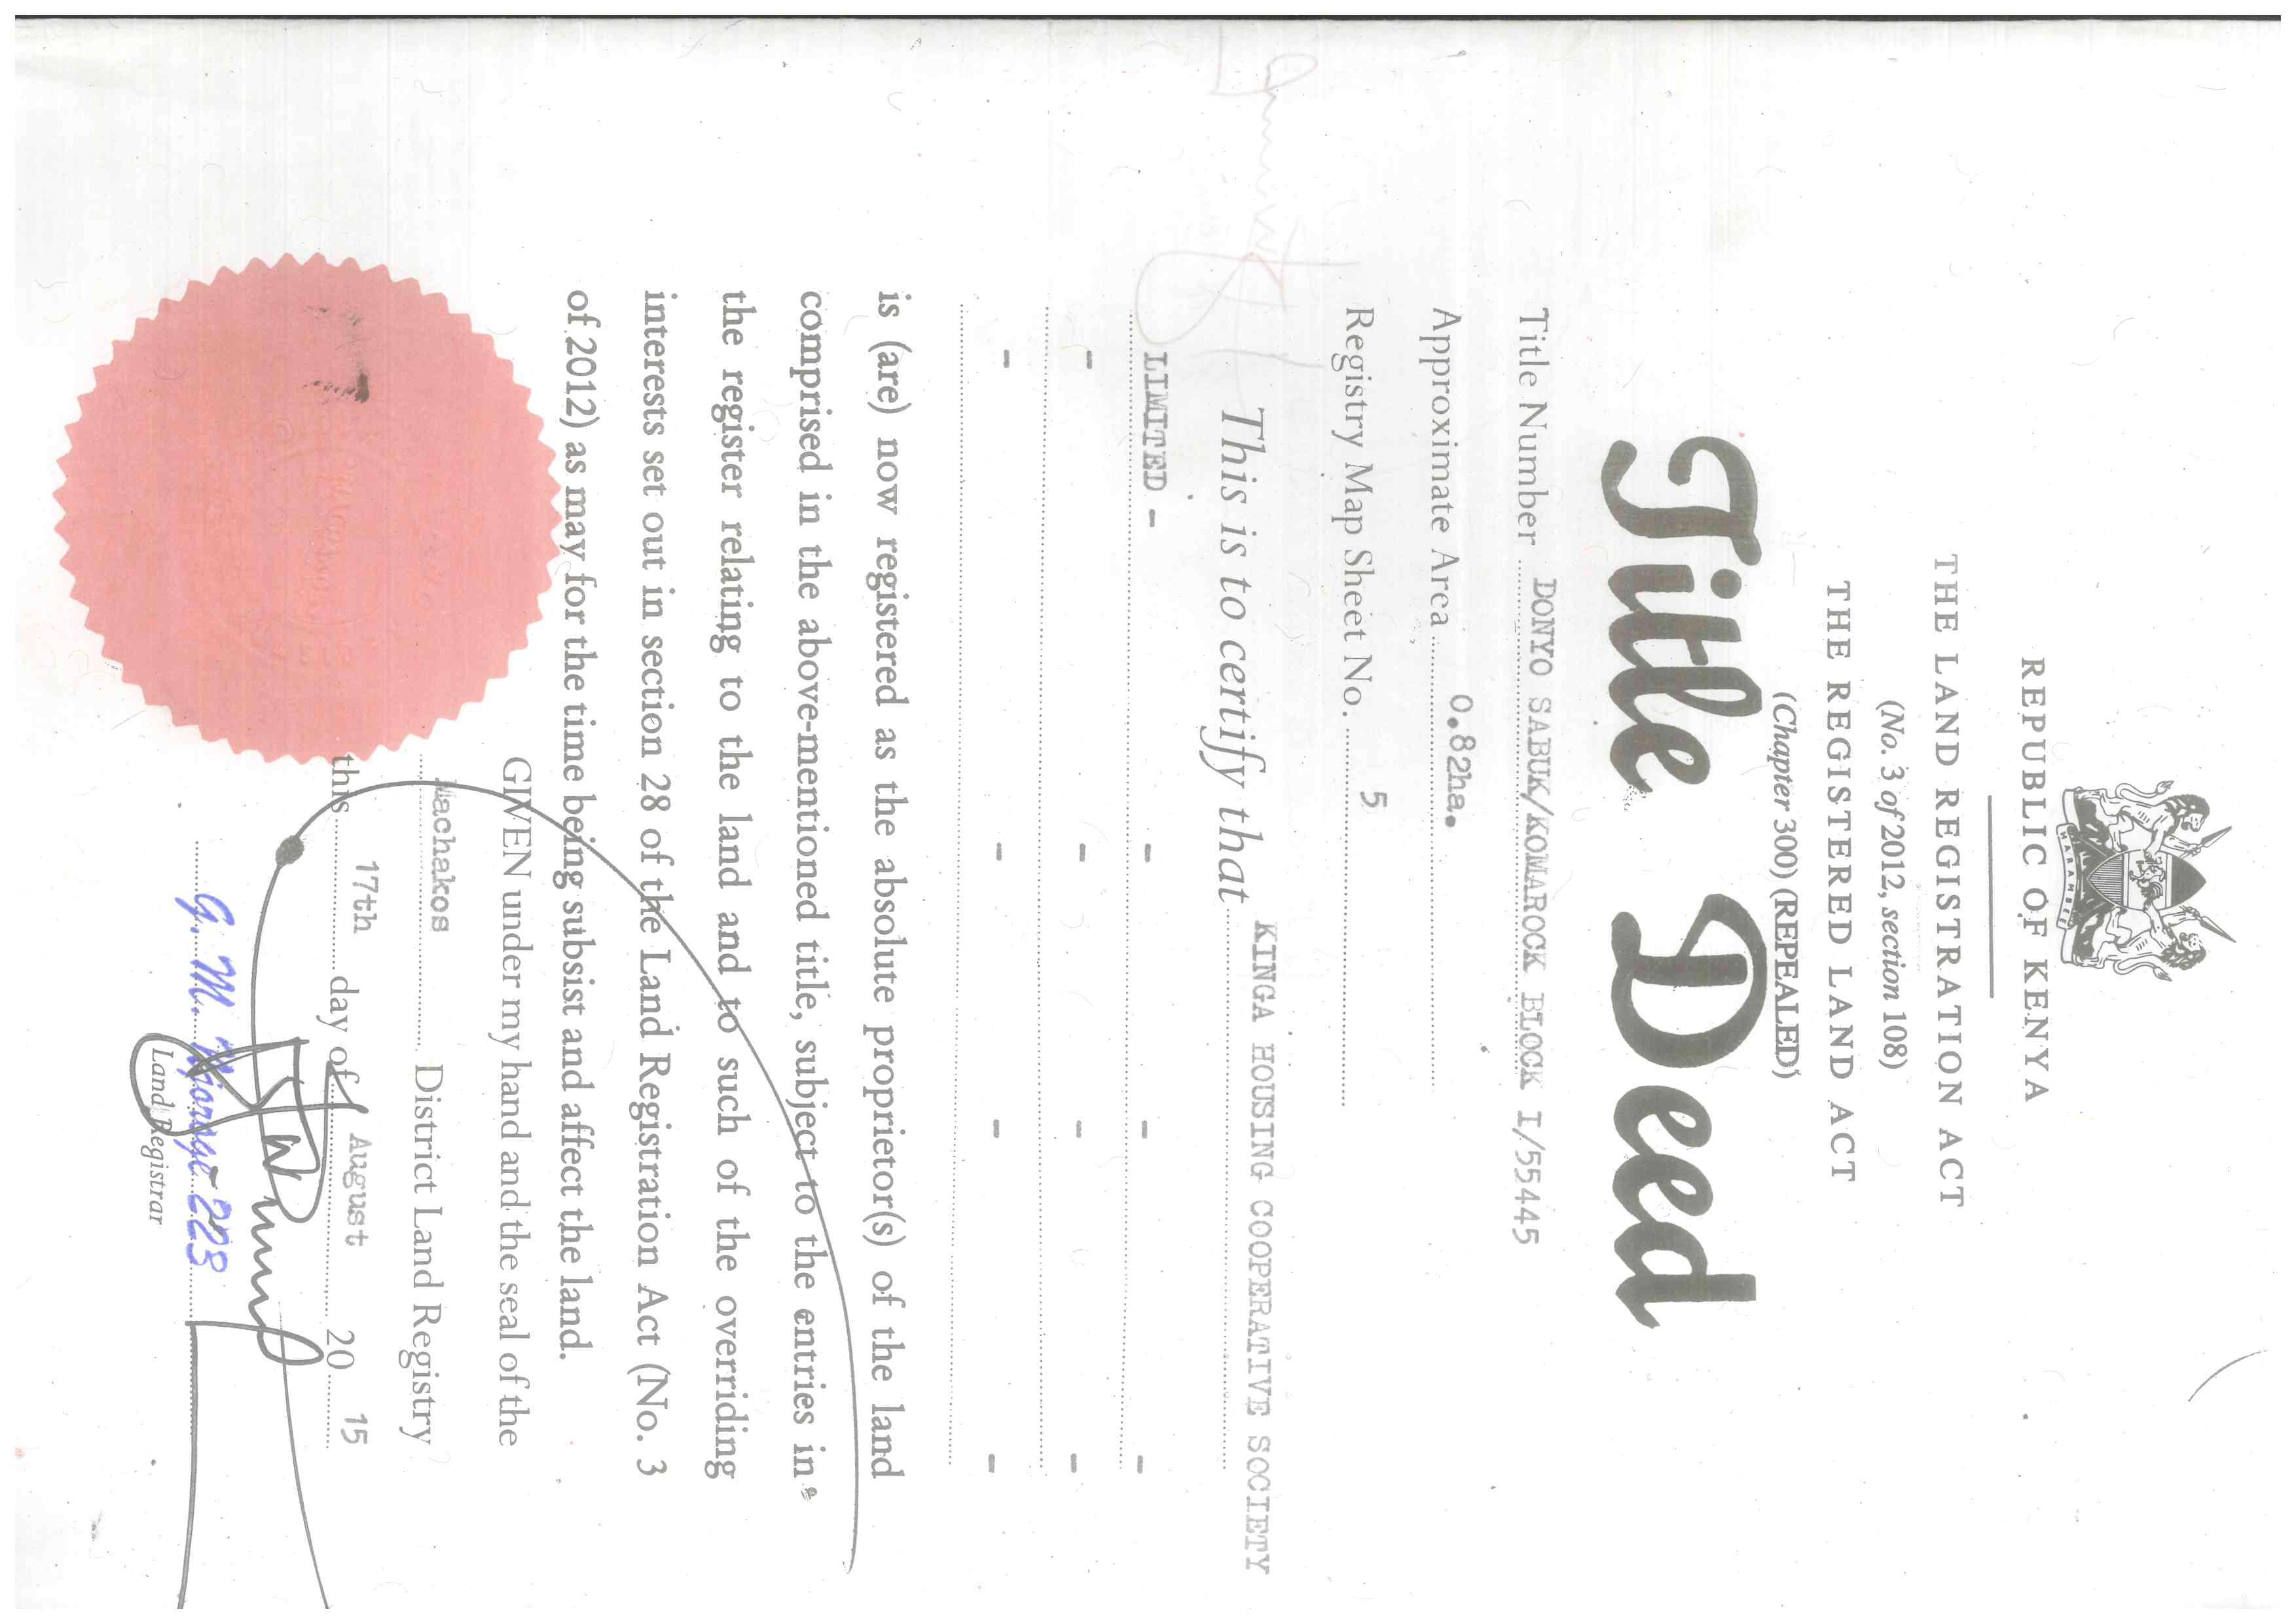 HARAMBEE
REPUBLIC OF KENYA
THE LAND REGISTRATION ACT
(No. 3 of 2012, section 108)
THE REGISTERED LAND ACT
(Chapter 300) (REPEALED)
Title Deed
Title Number DONYO SABUK/KOMAROCK BLOCK I/55445
Approximate Area 0.82ha.
Registry Map Sheet No. 5
This is to certify that KINGA HOUSING COOPERATIVE SOCIETY
LIMITED - - - -
- - - -
- - - -
is (are) now registered as the absolute proprietor(s) of the land
comprised in the above-mentioned title, subject to the entries in
the register relating to the land and to such of the overriding
interests set out in section 28 of the Land Registration Act (No. 3
of 2012) as may for the time being subsist and affect the land.
GIVEN under my hand and the seal of the
Machakos District Land Registry
this 17th day of August 20 15
G. M. Njoroge 223
Land Registrar